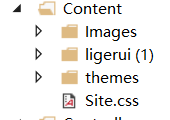 Content
Images
ligerui (1)
themes
Site.css